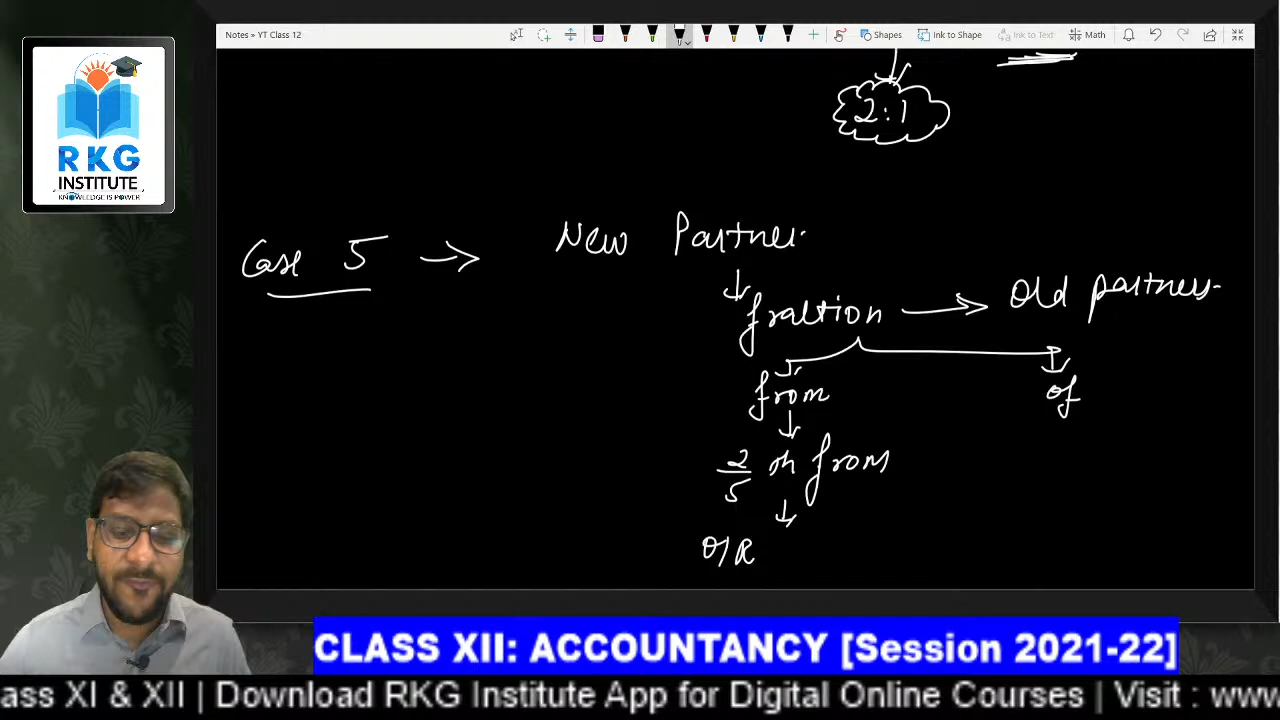 Notes » YT Class 12
Shapes
Ink to Shape
Ink to Text
Math
RKG
INSTITUTE
KNOWLEDGE IS POWER
2:1
Case 5 → New Partner
fraction → Old partners
from
of
2/5 sh from
O/R
CLASS XII: ACCOUNTANCY [Session 2021-22]
ass XI & XII | Download RKG Institute App for Digital Online Courses | Visit : www